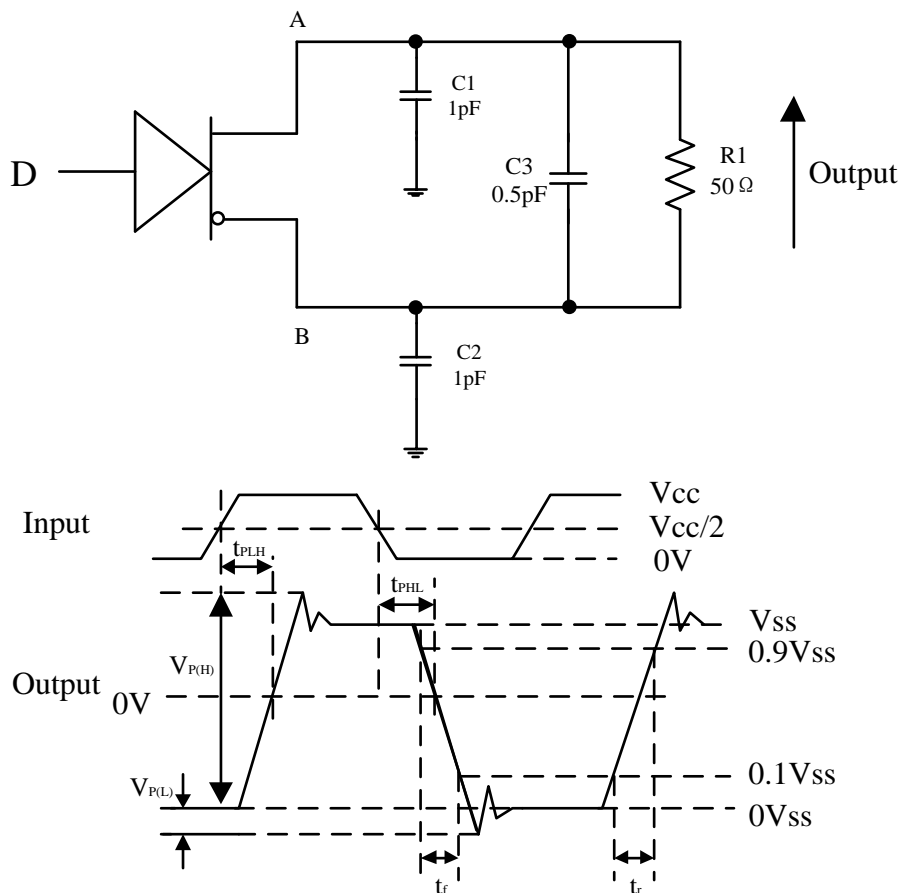 A
C1
1pF
C3
0.5pF
R1
50Ω
D
Output
B
C2
1pF
Input
Vcc
Vcc/2
0V
tPLH
tPHL
Vss
0.9Vss
VP(H)
Output
0V
0.1Vss
VP(L)
0Vss
tf
tr